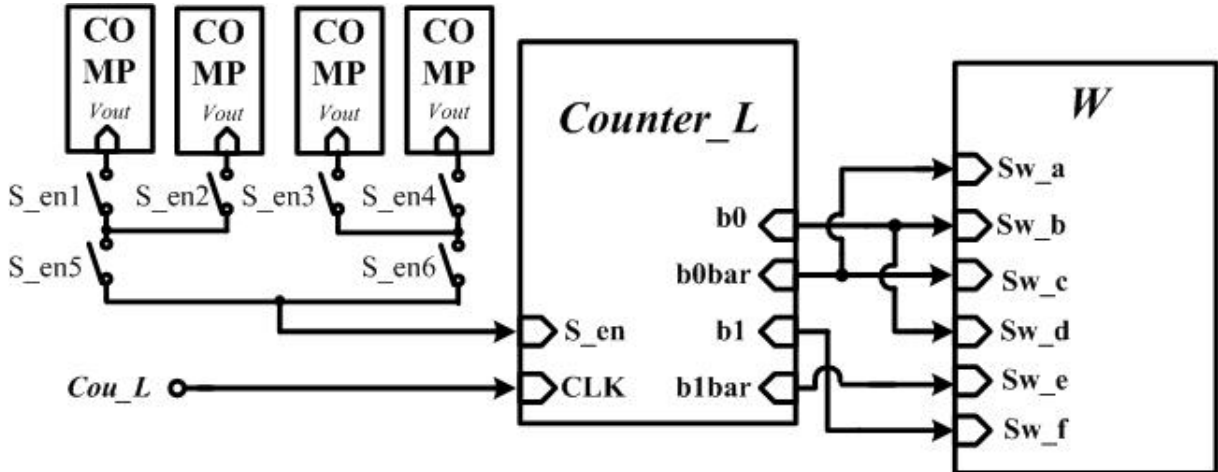 CO CO CO CO
MP MP MP MP
Vout Vout Vout Vout
Counter_L
W
S_en1 S_en2 S_en3 S_en4
S_en5 S_en6
Sw_a
b0 Sw_b
b0bar Sw_c
S_en b1 Sw_d
Cou_L CLK b1bar Sw_e
Sw_f